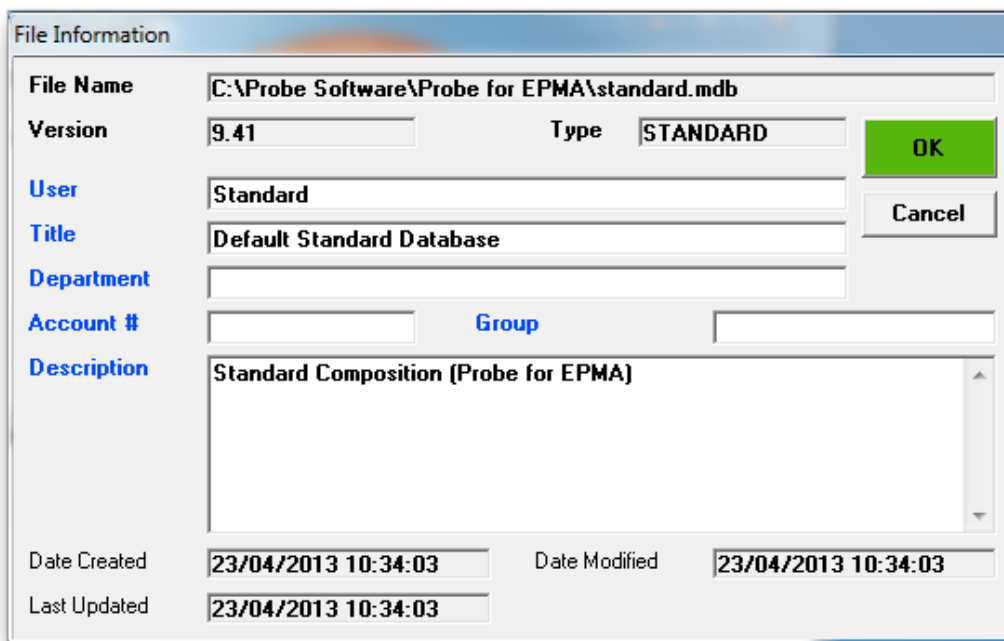 File Information
File Name C:\Probe Software\Probe for EPMA\standard.mdb
Version 9.41 Type STANDARD
OK
User Standard
Cancel
Title Default Standard Database
Department
Account # Group
Description Standard Composition (Probe for EPMA)
Date Created 23/04/2013 10:34:03 Date Modified 23/04/2013 10:34:03
Last Updated 23/04/2013 10:34:03